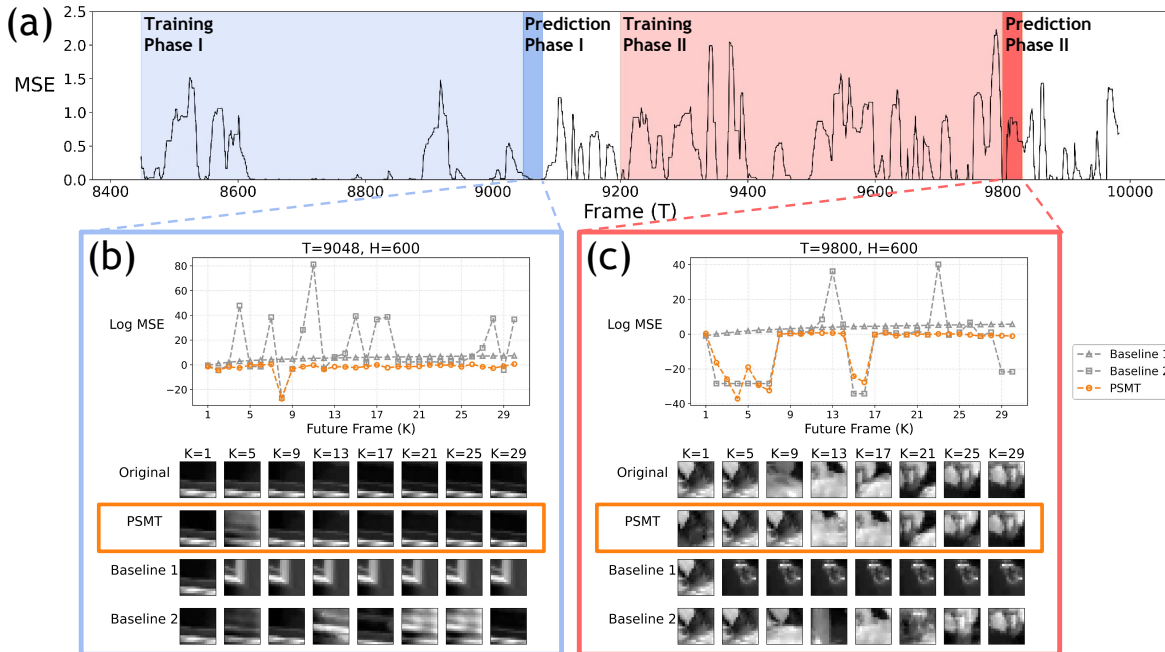 (a)
Training
Phase I
Prediction
Phase I
Training
Phase II
Prediction
Phase II
MSE
2.5
2.0
1.5
1.0
0.5
0.0
8400 8600 8800 9000 9200 9400 9600 9800 10000
Frame (T)
(b)
T=9048, H=600
Log MSE
80
60
40
20
0
−20
1 5 9 13 17 21 25 29
Future Frame (K)
K=1 K=5 K=9 K=13 K=17 K=21 K=25 K=29
Original
PSMT
Baseline 1
Baseline 2
(c)
T=9800, H=600
Log MSE
40
20
0
−20
−40
1 5 9 13 17 21 25 29
Future Frame (K)
K=1 K=5 K=9 K=13 K=17 K=21 K=25 K=29
Original
PSMT
Baseline 1
Baseline 2
Baseline 1
Baseline 2
PSMT